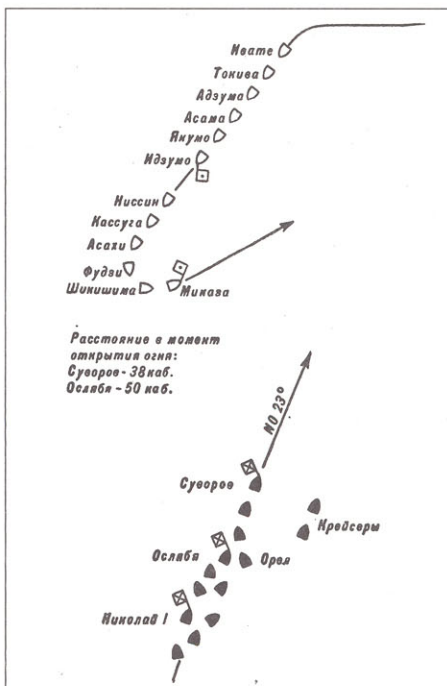 Ивате
Токива
Адзума
Асама
Якумо
Идзумо
Ниссин
Кассуга
Асахи
Фудзи
Шикишима
Миказа
Расстояние в момент
открытия огня:
Суворов - 38 каб.
Ослябя - 50 каб.
NO 23°
Суворов
Крейсеры
Ослябя
Орел
Николай I